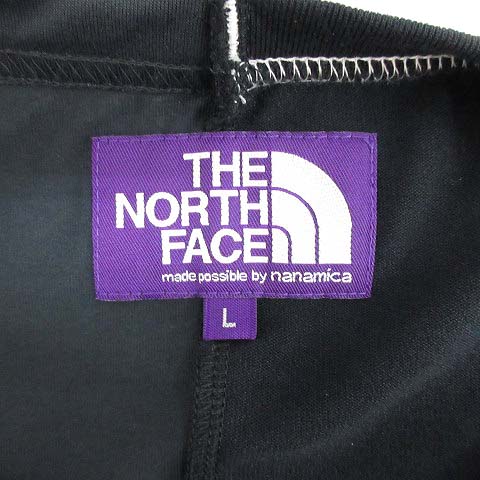 THE
NORTH
FACE
made possible by nanamica
L